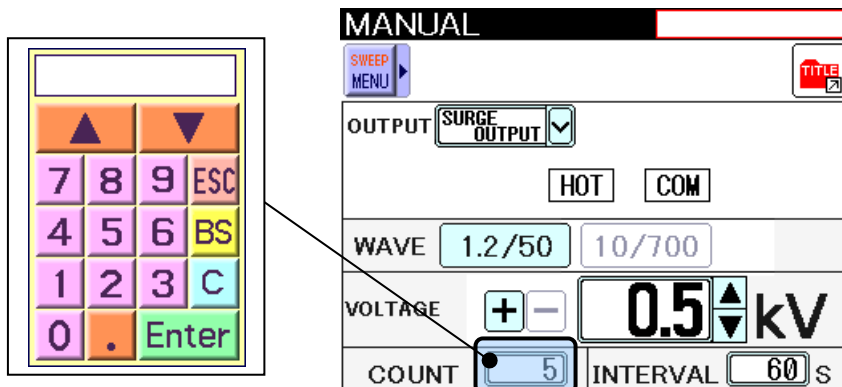 7 8 9 ESC
4 5 6 BS
1 2 3 C
0 . Enter
MANUAL
SWEEP
MENU
TITLE
OUTPUT SURGE
OUTPUT
HOT COM
WAVE 1.2/50 10/700
VOLTAGE + − 0.5 kV
COUNT 5 INTERVAL 60 s